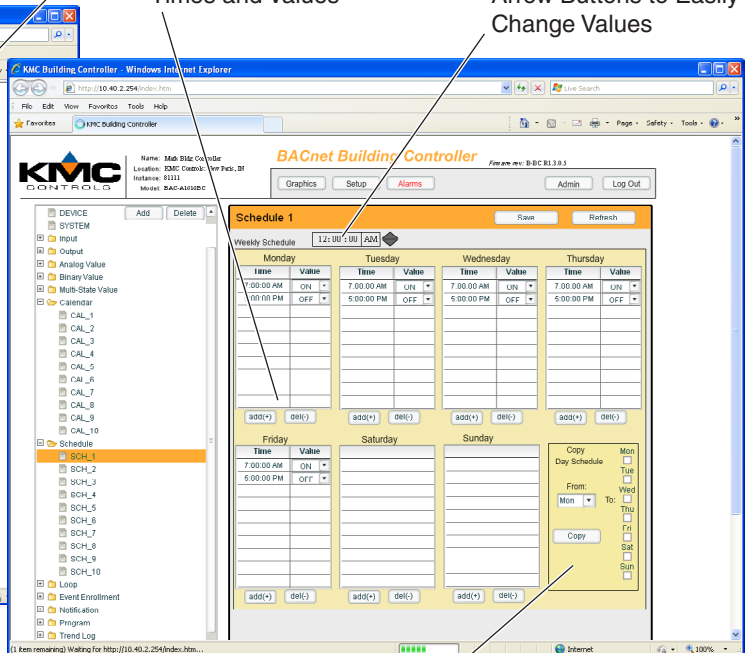 Times and Values
Arrow Buttons to Easily
Change Values
KMC Building Controller - Windows Internet Explorer
http://10.40.2.254/index.htm
Live Search
File Edit View Favorites Tools Help
Favorites KMC Building Controller
Page Safety Tools
KMC
CONTROLS
Name: Math Bldg Controller
Location: KMC Controls New Paris, IN
Instance: 81111
Model: BAC-A1616BC
BACnet Building Controller
Firmware rev: B-BC R1.3.0.5
Graphics Setup Alarms Admin Log Out
Add Delete
DEVICE
SYSTEM
Input
Output
Analog Value
Binary Value
Multi-State Value
Calendar
CAL_1
CAL_2
CAL_3
CAL_4
CAL_5
CAL_6
CAL_7
CAL_8
CAL_9
CAL_10
Schedule
SCH_1
SCH_2
SCH_3
SCH_4
SCH_5
SCH_6
SCH_7
SCH_8
SCH_9
SCH_10
Loop
Event Enrollment
Notification
Program
Trend Log
Schedule 1 Save Refresh
Weekly Schedule 12:00:00 AM
Monday Tuesday Wednesday Thursday
Time Value Time Value Time Value Time Value
7:00:00 AM ON 7:00:00 AM ON 7:00:00 AM ON 7:00:00 AM ON
5:00:00 PM OFF 5:00:00 PM OFF 5:00:00 PM OFF 5:00:00 PM OFF
add(+) del(-) add(+) del(-) add(+) del(-) add(+) del(-)
Friday Saturday Sunday
Time Value
7:00:00 AM ON
5:00:00 PM OFF
add(+) del(-) add(+) del(-) add(+) del(-)
Copy
Day Schedule
From:
Mon To:
Copy
Mon
Tue
Wed
Thu
Fri
Sat
Sun
(1 item remaining) Waiting for http://10.40.2.254/index.htm... Internet 100%